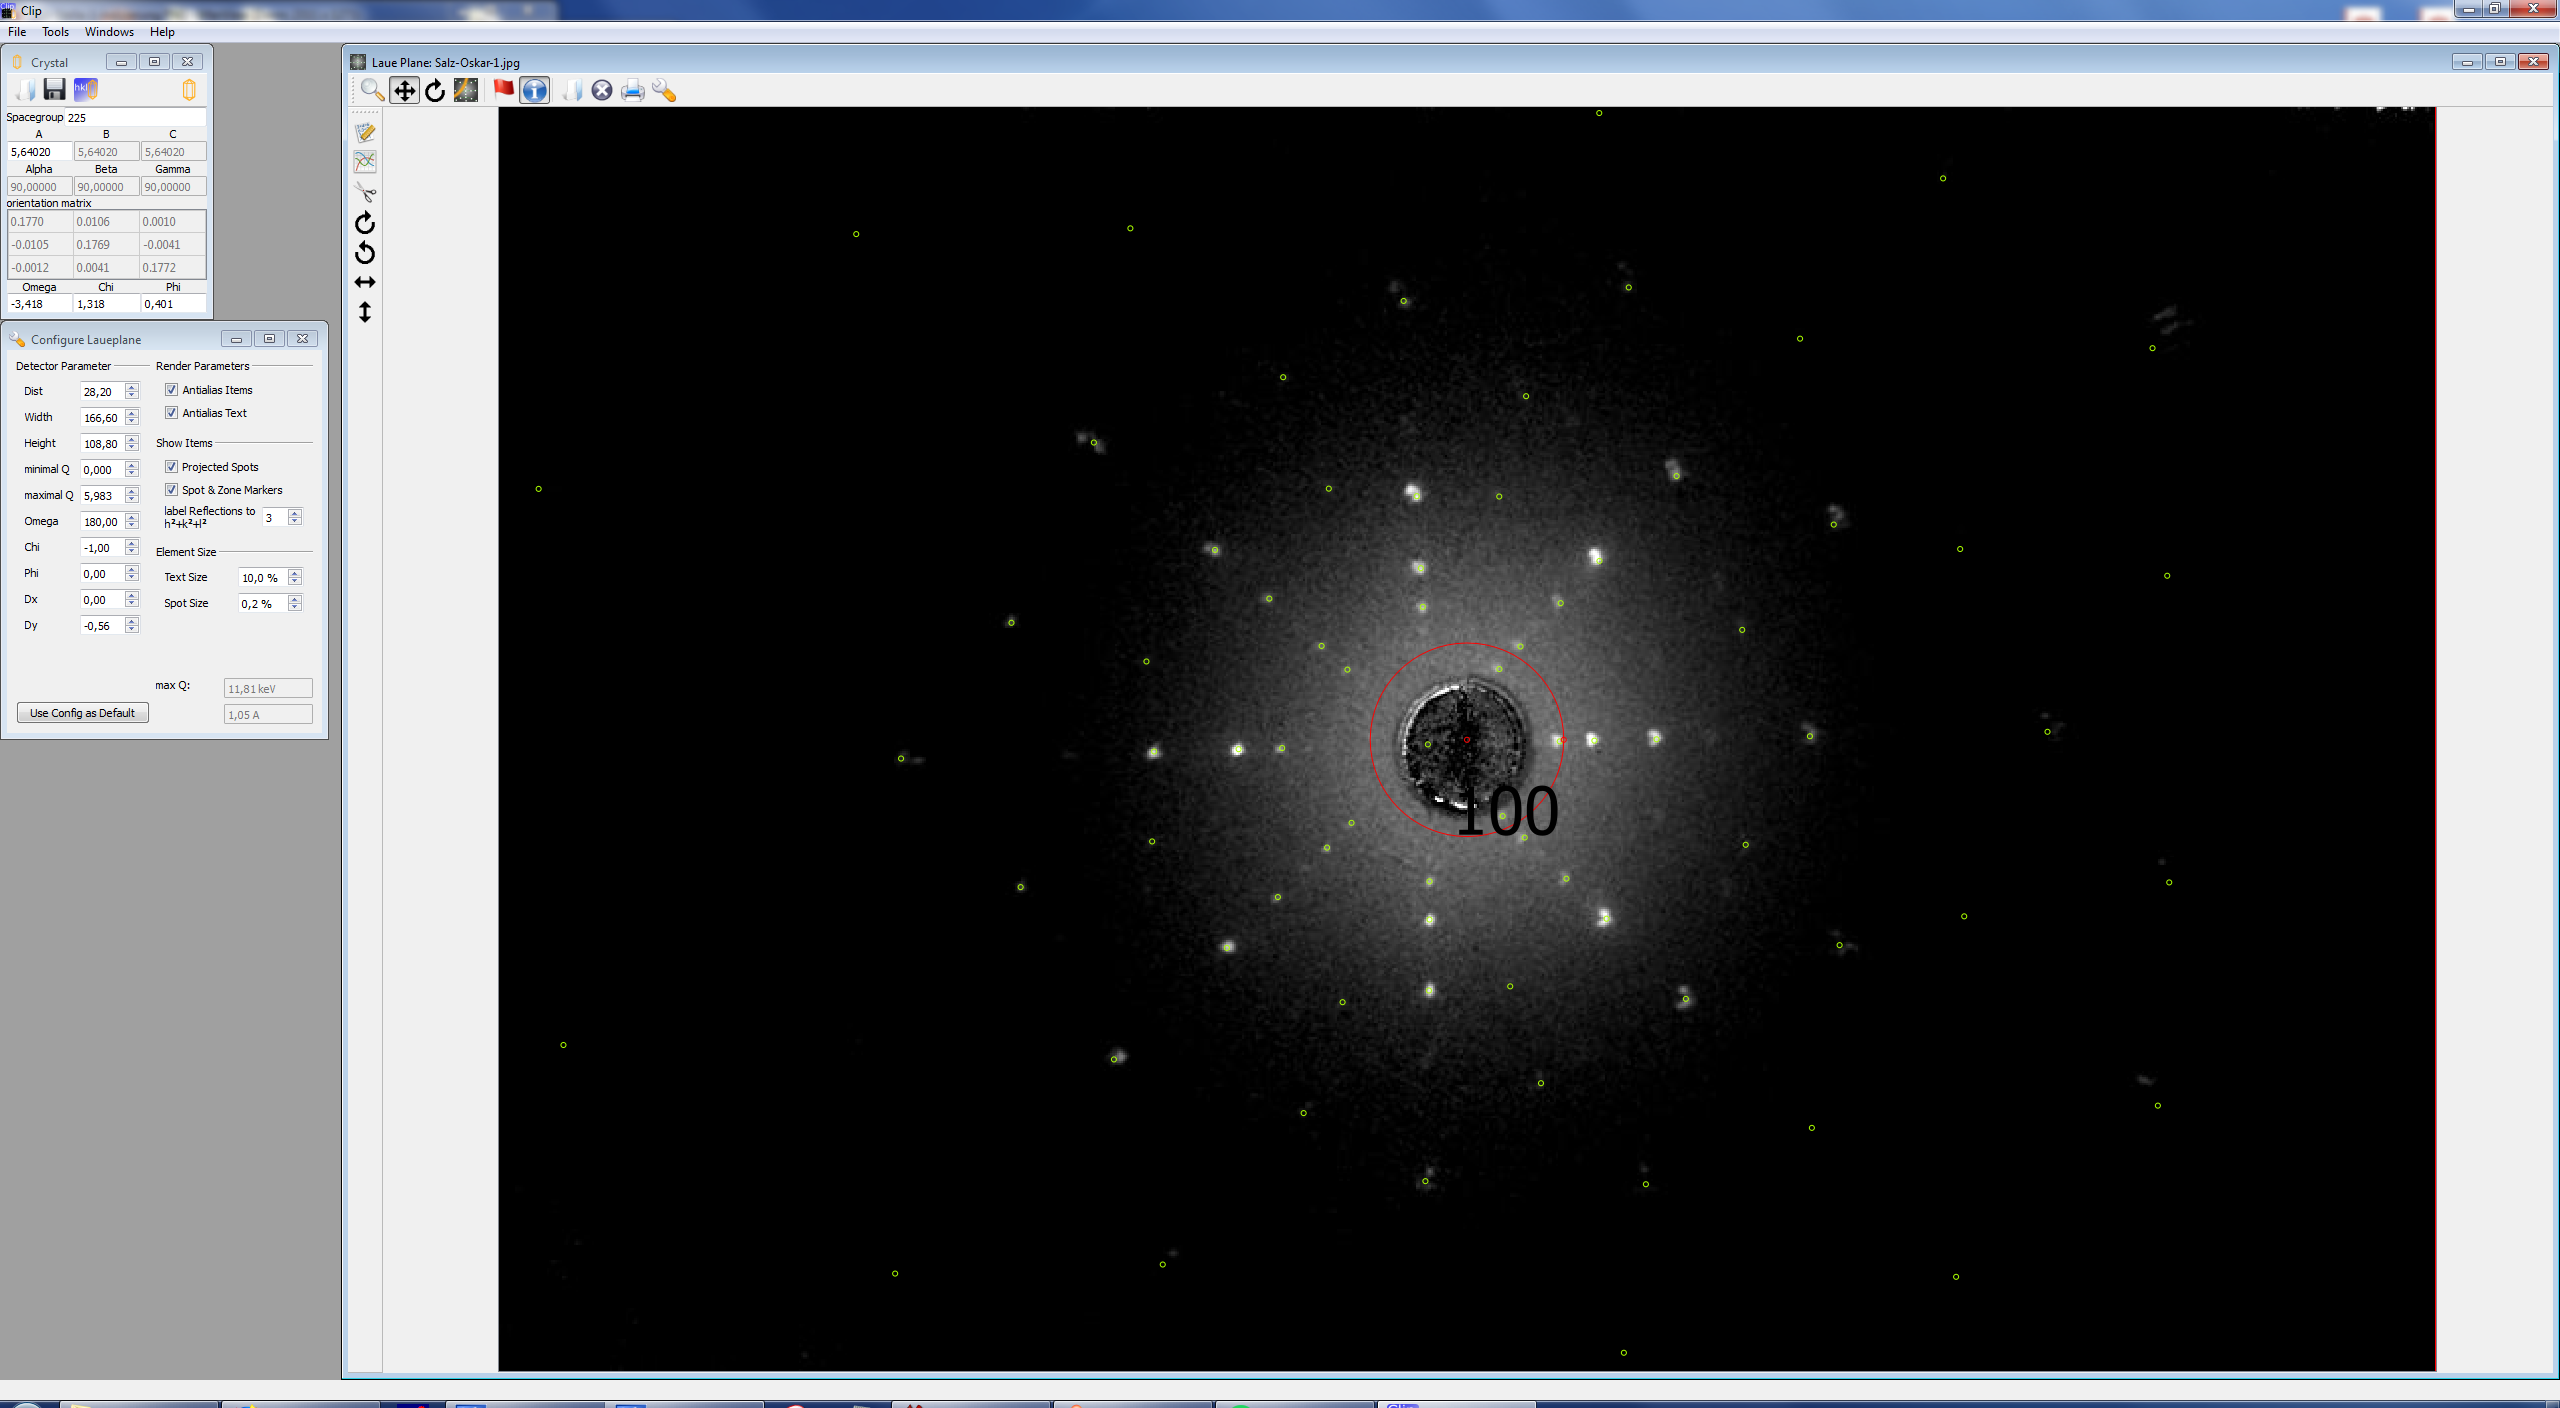 Clip
File Tools Windows Help
Crystal
hkl
Spacegroup 225
A B C
5,64020 5,64020 5,64020
Alpha Beta Gamma
90,00000 90,00000 90,00000
orientation matrix
0.1770 0.0106 0.0010
-0.0105 0.1769 -0.0041
-0.0012 0.0041 0.1772
Omega Chi Phi
-3,418 1,318 0,401
Configure Laueplane
Detector Parameter
Dist 28,20
Width 166,60
Height 108,80
minimal Q 0,000
maximal Q 5,983
Omega 180,00
Chi -1,00
Phi 0,00
Dx 0,00
Dy -0,56
Render Parameters
Antialias Items
Antialias Text
Show Items
Projected Spots
Spot & Zone Markers
label Reflections to
h²+k²+l² 3
Element Size
Text Size 10,0 %
Spot Size 0,2 %
max Q: 11,81 keV
1,05 A
Use Config as Default
Laue Plane: Salz-Oskar-1.jpg
100